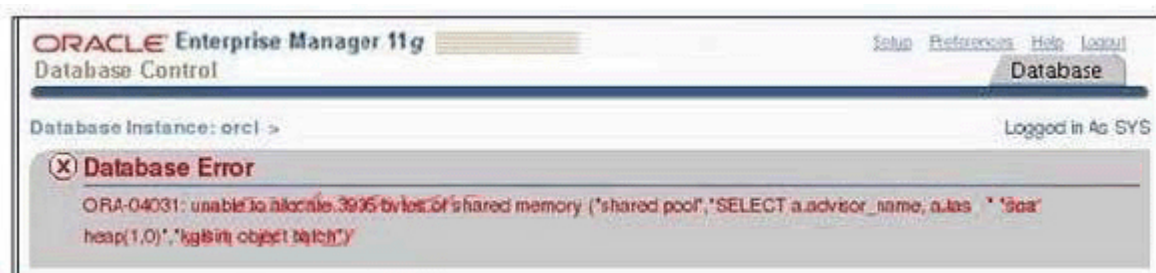 ORACLE Enterprise Manager 11g
Database Control
Setup Preferences Help Logout
Database
Database Instance: orcl >
Logged in As SYS
Database Error
ORA-04031: unable to allocate bytes of shared memory ("shared pool","SELECT a.advisor_name, a.tas
heap(1,0)","kglsim object batch")